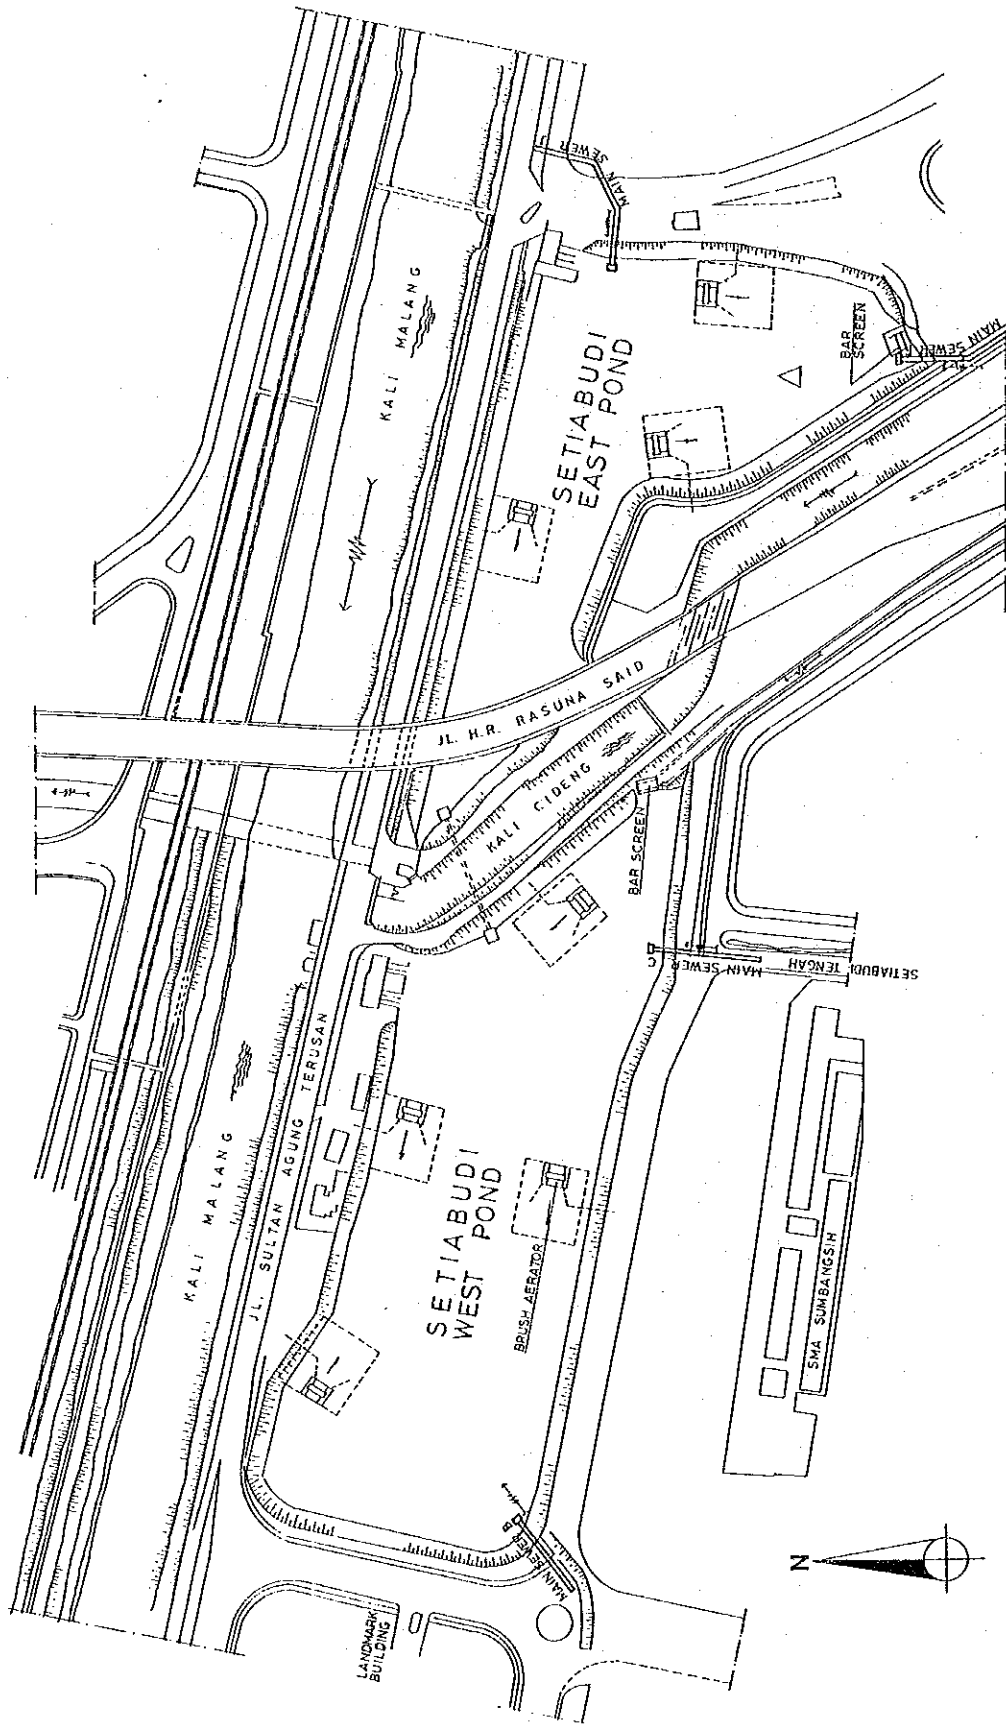 KALI MALANG
SETIABUDI
EAST POND
MAIN SEWER
BAR
SCREEN
MAIN SEWER
JL. H.R. RASUNA SAID
KALI CIDENG
BAR SCREEN
MAIN SEWER C
SETIABUDI TENGAH
KALI MALANG
JL. SULTAN AGUNG TERUSAN
SETIABUDI
WEST POND
BRUSH AERATOR
SMA SUMBANGSIH
MAIN SEWER B
LANDMARK
BUILDING
N